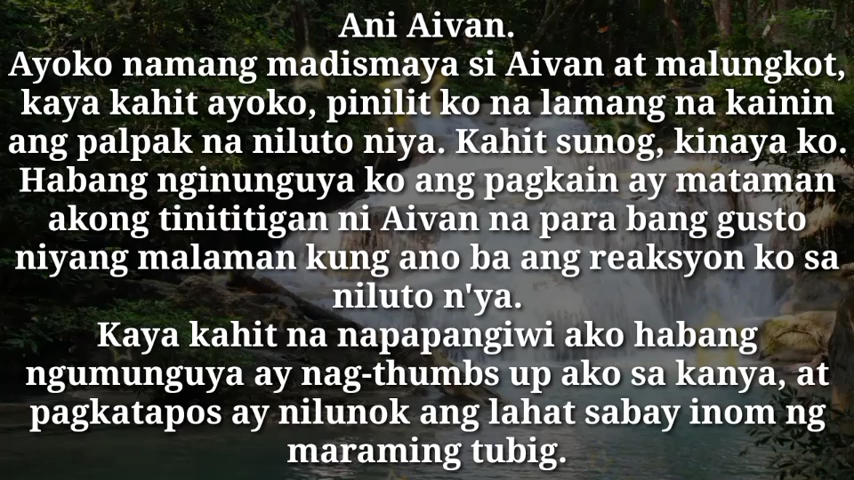 Ani Aivan.
Ayoko namang madismaya si Aivan at malungkot,
kaya kahit ayoko, pinilit ko na lamang na kainin
ang palpak na niluto niya. Kahit sunog, kinaya ko.
Habang nginunguya ko ang pagkain ay mataman
akong tinititigan ni Aivan na para bang gusto
niyang malaman kung ano ba ang reaksyon ko sa
niluto n'ya.
Kaya kahit na napapangiwi ako habang
ngumunguya ay nag-thumbs up ako sa kanya, at
pagkatapos ay nilunok ang lahat sabay inom ng
maraming tubig.